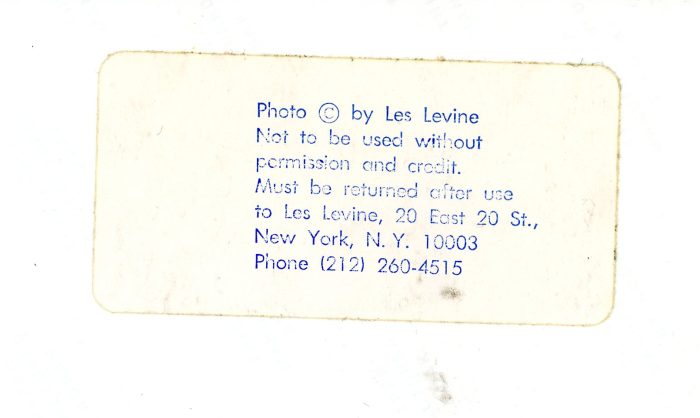 Photo © by Les Levine
Not to be used without
permission and credit.
Must be returned after use
to Les Levine, 20 East 20 St.,
New York, N.Y. 10003
Phone (212) 260-4515